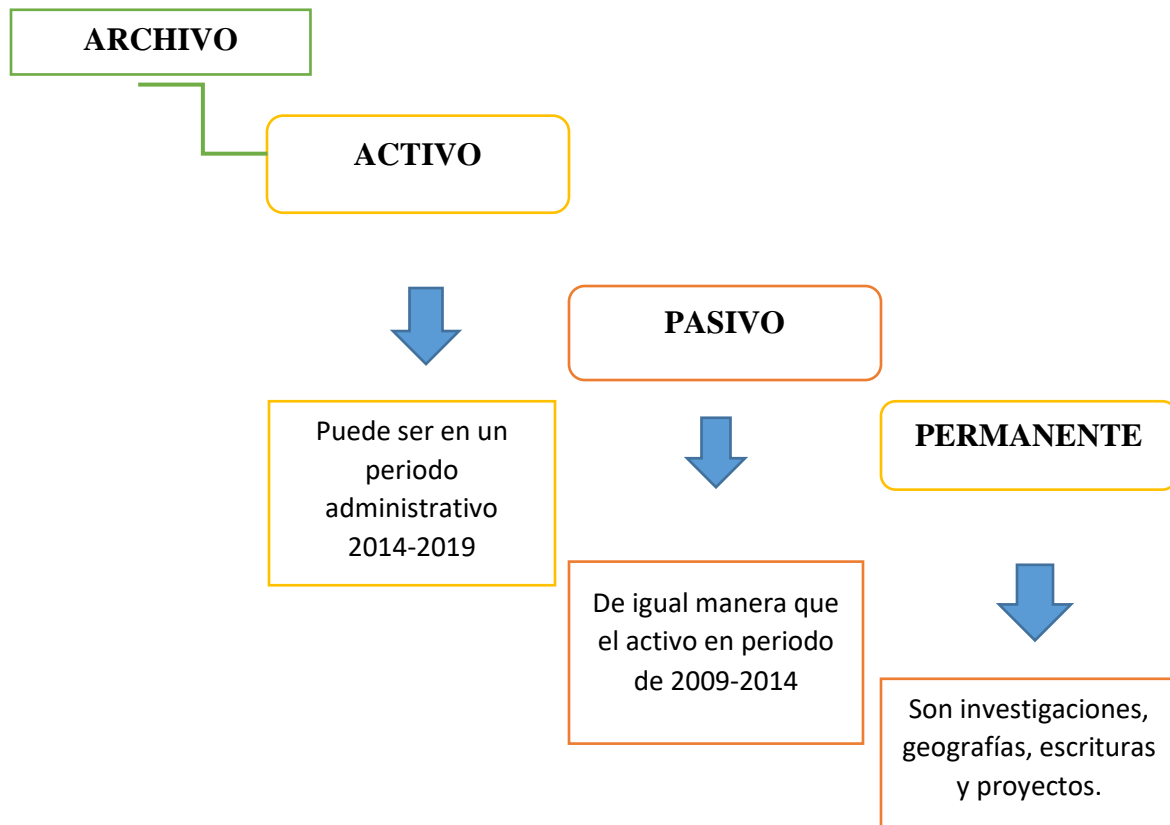 ARCHIVO
ACTIVO
Puede ser en un
periodo
administrativo
2014-2019
PASIVO
De igual manera que
el activo en periodo
de 2009-2014
PERMANENTE
Son investigaciones,
geografías, escrituras
y proyectos.